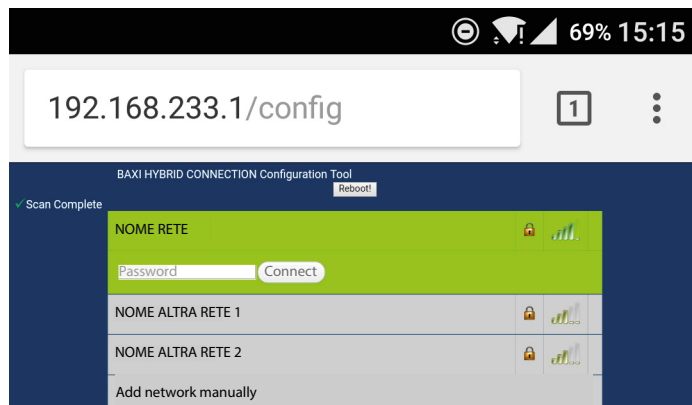 69% 15:15
192.168.233.1/config
1
BAXI HYBRID CONNECTION Configuration Tool
Reboot!
Scan Complete
NOME RETE
Password Connect
NOME ALTRA RETE 1
NOME ALTRA RETE 2
Add network manually